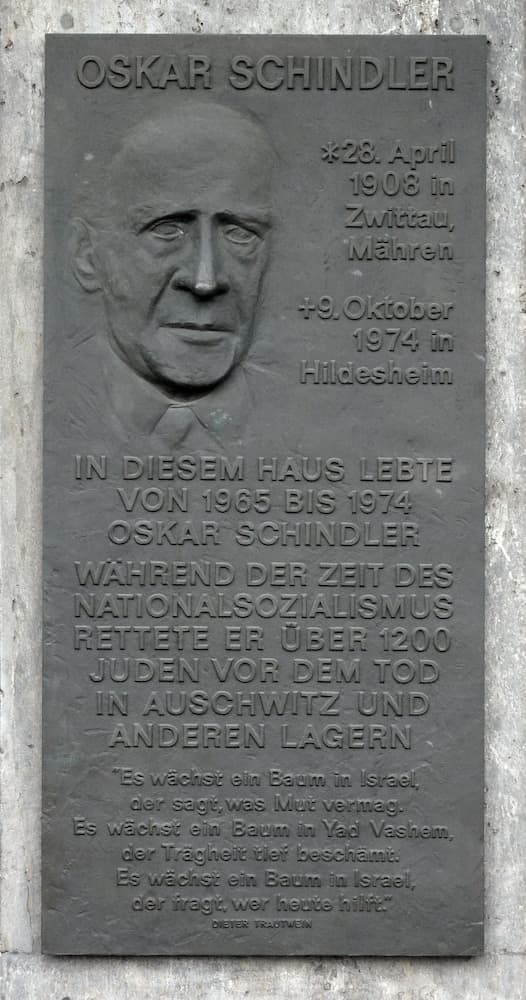 OSKAR SCHINDLER
*28. April
1908 in
Zwittau,
Mähren
+9. Oktober
1974 in
Hildesheim
IN DIESEM HAUS LEBTE
VON 1965 BIS 1974
OSKAR SCHINDLER
WÄHREND DER ZEIT DES
NATIONALSOZIALISMUS
RETTETE ER ÜBER 1200
JUDEN VOR DEM TOD
IN AUSCHWITZ UND
ANDEREN LAGERN
"Es wächst ein Baum in Israel,
der sagt, was Mut vermag.
Es wächst ein Baum in Yad Vashem,
der Trägheit tief beschämt.
Es wächst ein Baum in Israel,
der fragt, wer heute hilft."
DIETER TRAUTWEIN